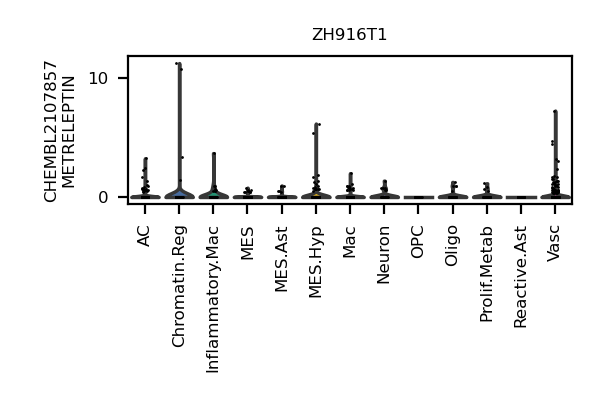 ZH916T1
CHEMBL2107857
METRELEPTIN
10
0
AC
Chromatin.Reg
Inflammatory.Mac
MES
MES.Ast
MES.Hyp
Mac
Neuron
OPC
Oligo
Prolif.Metab
Reactive.Ast
Vasc